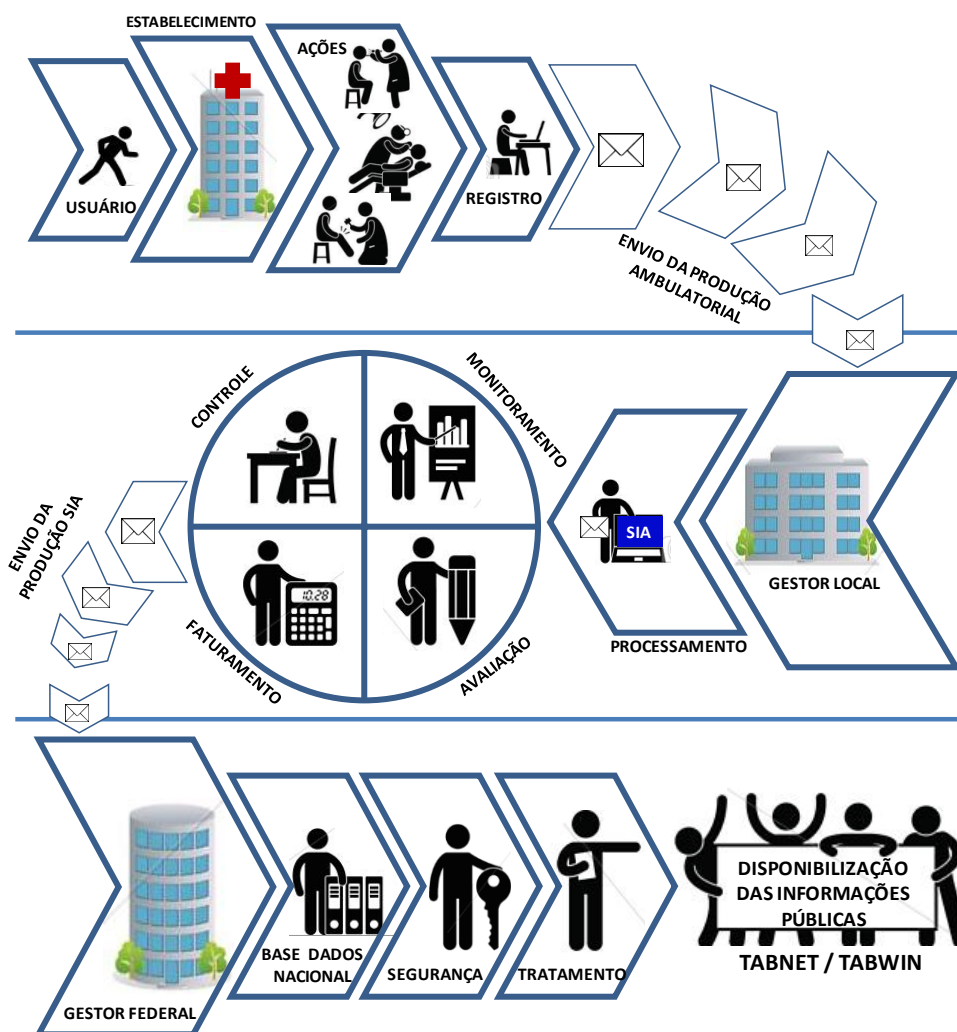 ESTABELECIMENTO
AÇÕES
USUÁRIO
REGISTRO
ENVIO DA PRODUÇÃO
AMBULATORIAL
CONTROLE
MONITORAMENTO
ENVIO DA
PRODUÇÃO SIA
SIA
GESTOR LOCAL
10.28
FATURAMENTO
AVALIAÇÃO
PROCESSAMENTO
GESTOR FEDERAL
BASE DADOS
NACIONAL
SEGURANÇA
TRATAMENTO
DISPONIBILIZAÇÃO
DAS INFORMAÇÕES
PÚBLICAS
TABNET / TABWIN